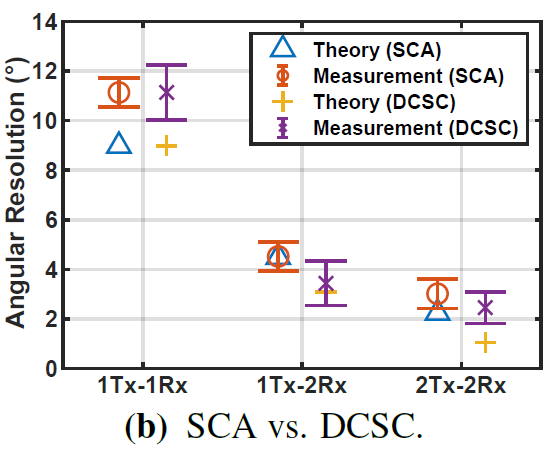 14
12
10
8
6
4
2
0
Angular Resolution (°)
Theory (SCA)
Measurement (SCA)
Theory (DCSC)
Measurement (DCSC)
1Tx-1Rx 1Tx-2Rx 2Tx-2Rx
(b) SCA vs. DCSC.